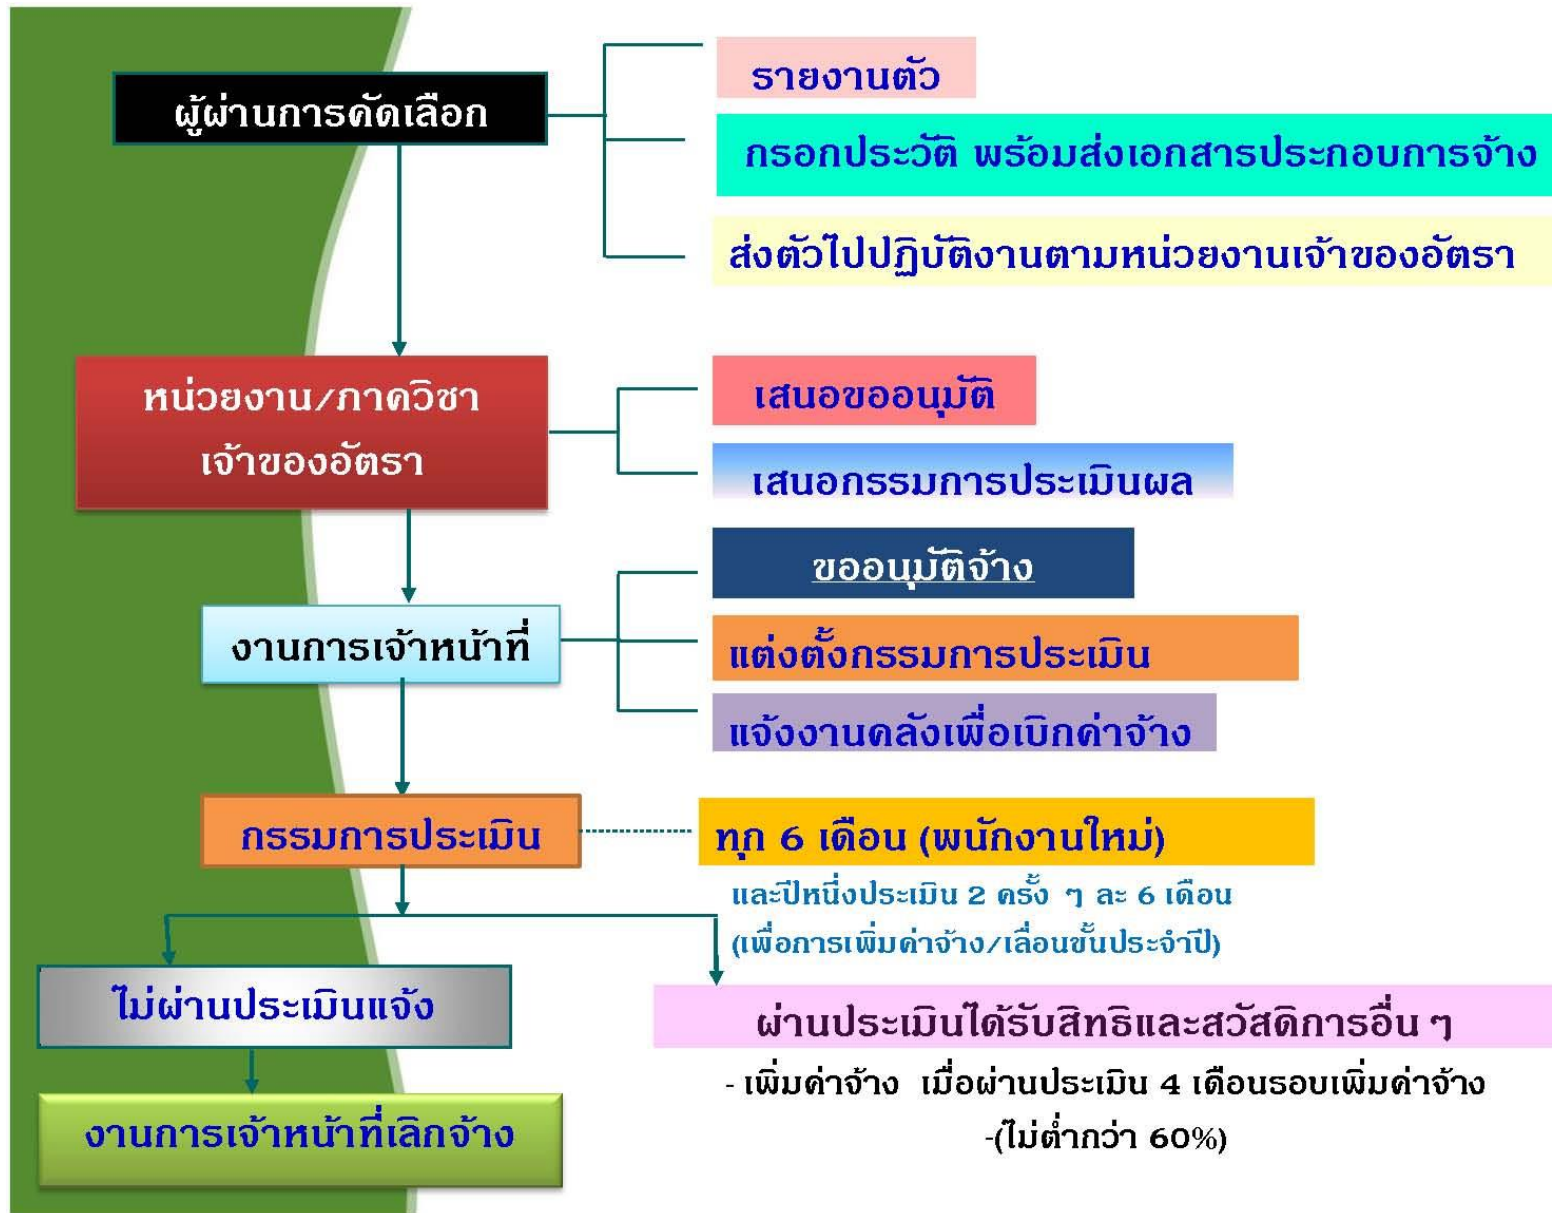 ผู้ผ่านการคัดเลือก
รายงานตัว
กรอกประวัติ พร้อมส่งเอกสารประกอบการจ้าง
ส่งตัวไปปฏิบัติงานตามหน่วยงานเจ้าของอัตรา
หน่วยงาน/ภาควิชา
เจ้าของอัตรา
เสนอขออนุมัติ
เสนอกรรมการประเมินผล
งานการเจ้าหน้าที่
ขออนุมัติจ้าง
แต่งตั้งกรรมการประเมิน
แจ้งงานคลังเพื่อเบิกค่าจ้าง
กรรมการประเมิน
ทุก 6 เดือน (พนักงานใหม่)
และปีหนึ่งประเมิน 2 ครั้ง ๆ ละ 6 เดือน
(เพื่อการเพิ่มค่าจ้าง/เลื่อนขั้นประจำปี)
ไม่ผ่านประเมินแจ้ง
งานการเจ้าหน้าที่เลิกจ้าง
ผ่านประเมินได้รับสิทธิและสวัสดิการอื่น ๆ
- เพิ่มค่าจ้าง เมื่อผ่านประเมิน 4 เดือนรอบเพิ่มค่าจ้าง
-(ไม่ต่ำกว่า 60%)